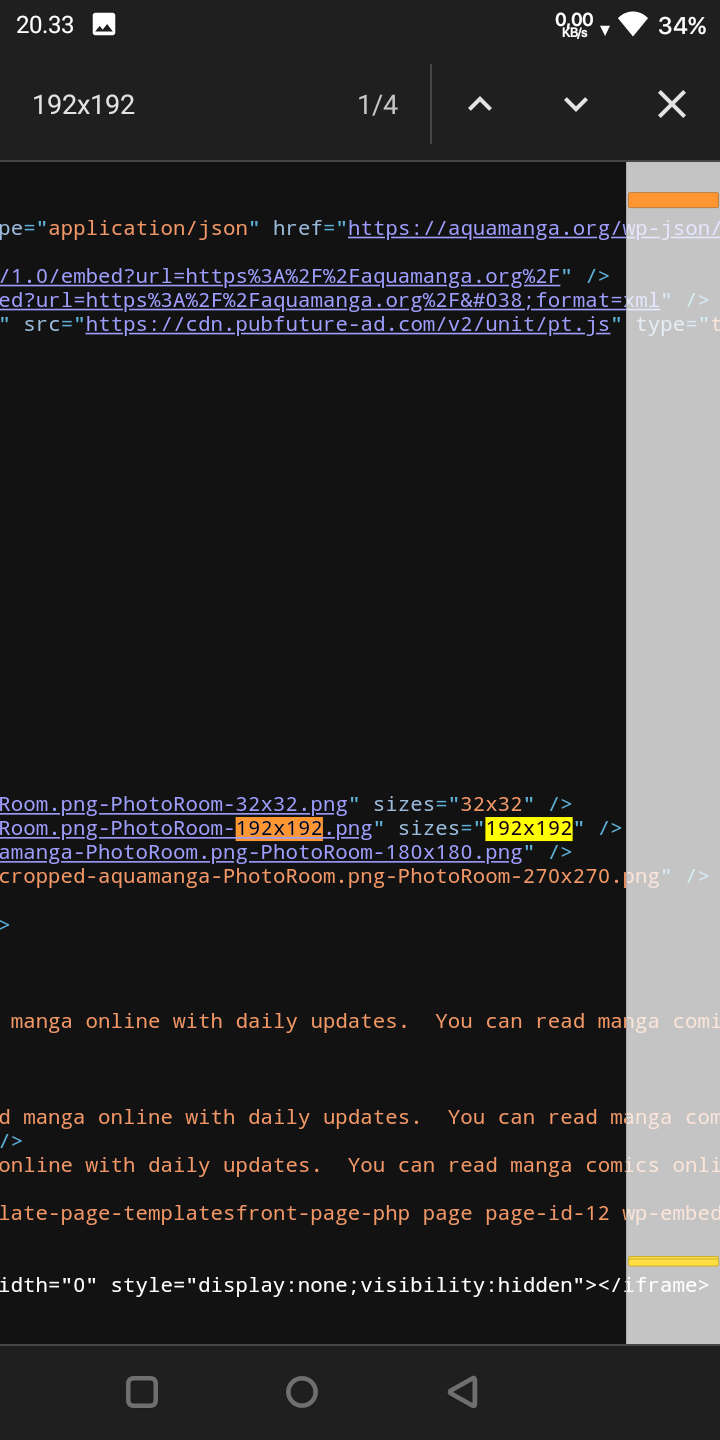 20.33 0,00 KB/s 34%
192x192 1/4
pe="application/json" href="https://aquamanga.org/wp-json/
/1.0/embed?url=https%3A%2F%2Faquamanga.org%2F" />
ed?url=https%3A%2F%2Faquamanga.org%2F&#038;format=xml" />
" src="https://cdn.pubfuture-ad.com/v2/unit/pt.js" type="t
Room.png-PhotoRoom-32x32.png" sizes="32x32" />
Room.png-PhotoRoom-192x192.png" sizes="192x192" />
amanga-PhotoRoom.png-PhotoRoom-180x180.png" />
cropped-aquamanga-PhotoRoom.png-PhotoRoom-270x270.png" />
>
manga online with daily updates.  You can read manga comi
d manga online with daily updates.  You can read manga com
/>
online with daily updates.  You can read manga comics onli
late-page-templatesfront-page-php page page-id-12 wp-embed
idth="0" style="display:none;visibility:hidden"></iframe>